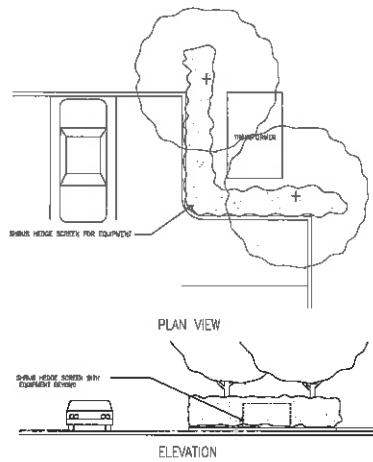 TRANSFORMER
SHRUB HEDGE SCREEN FOR EQUIPMENT
PLAN VIEW
SHRUB HEDGE SCREEN WITH
EQUIPMENT BEYOND
ELEVATION